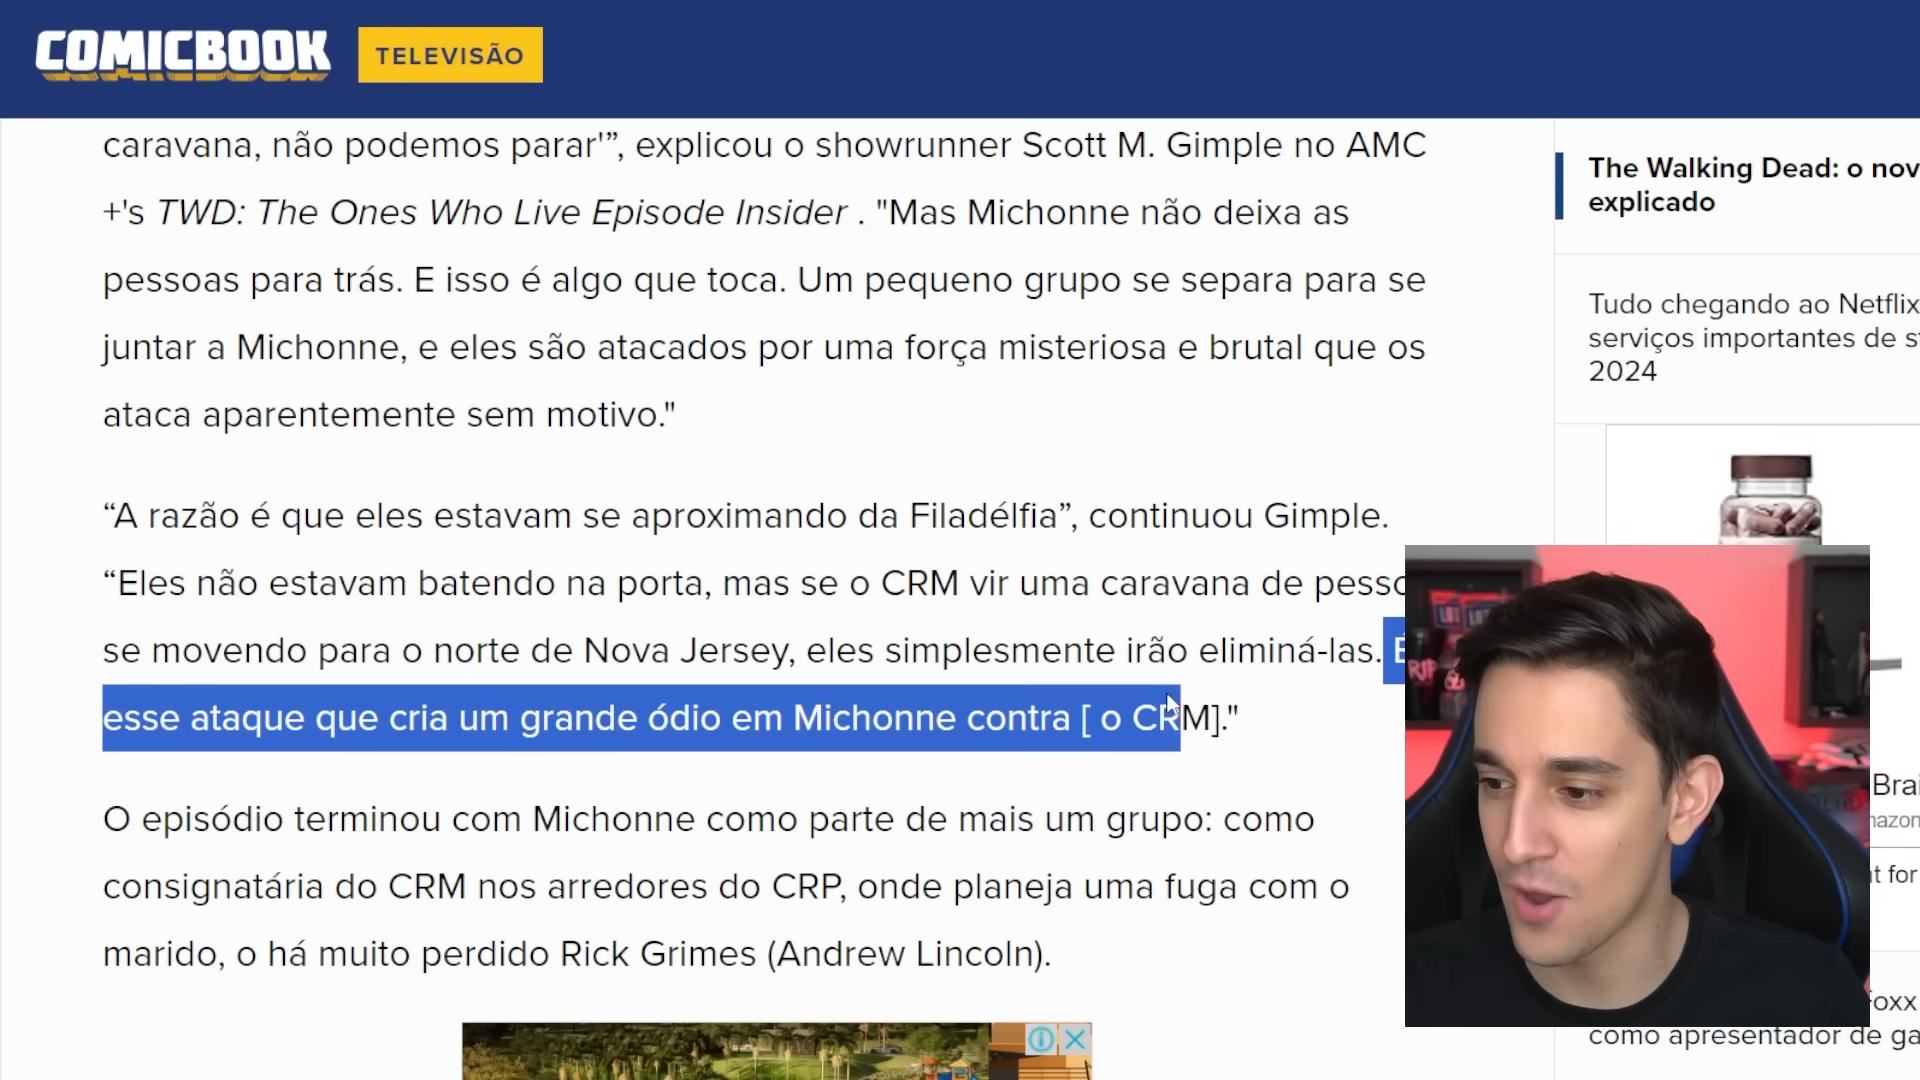 COMICBOOK
TELEVISÃO
caravana, não podemos parar'”, explicou o showrunner Scott M. Gimple no AMC
+'s TWD: The Ones Who Live Episode Insider . "Mas Michonne não deixa as
pessoas para trás. E isso é algo que toca. Um pequeno grupo se separa para se
juntar a Michonne, e eles são atacados por uma força misteriosa e brutal que os
ataca aparentemente sem motivo."
“A razão é que eles estavam se aproximando da Filadélfia”, continuou Gimple.
“Eles não estavam batendo na porta, mas se o CRM vir uma caravana de pesso
se movendo para o norte de Nova Jersey, eles simplesmente irão eliminá-las. É
esse ataque que cria um grande ódio em Michonne contra [ o CRM]."
O episódio terminou com Michonne como parte de mais um grupo: como
consignatária do CRM nos arredores do CRP, onde planeja uma fuga com o
marido, o há muito perdido Rick Grimes (Andrew Lincoln).
The Walking Dead: o nov
explicado
Tudo chegando ao Netflix
serviços importantes de s
2024
Brai
mazon
t for
Foxx
como apresentador de ga